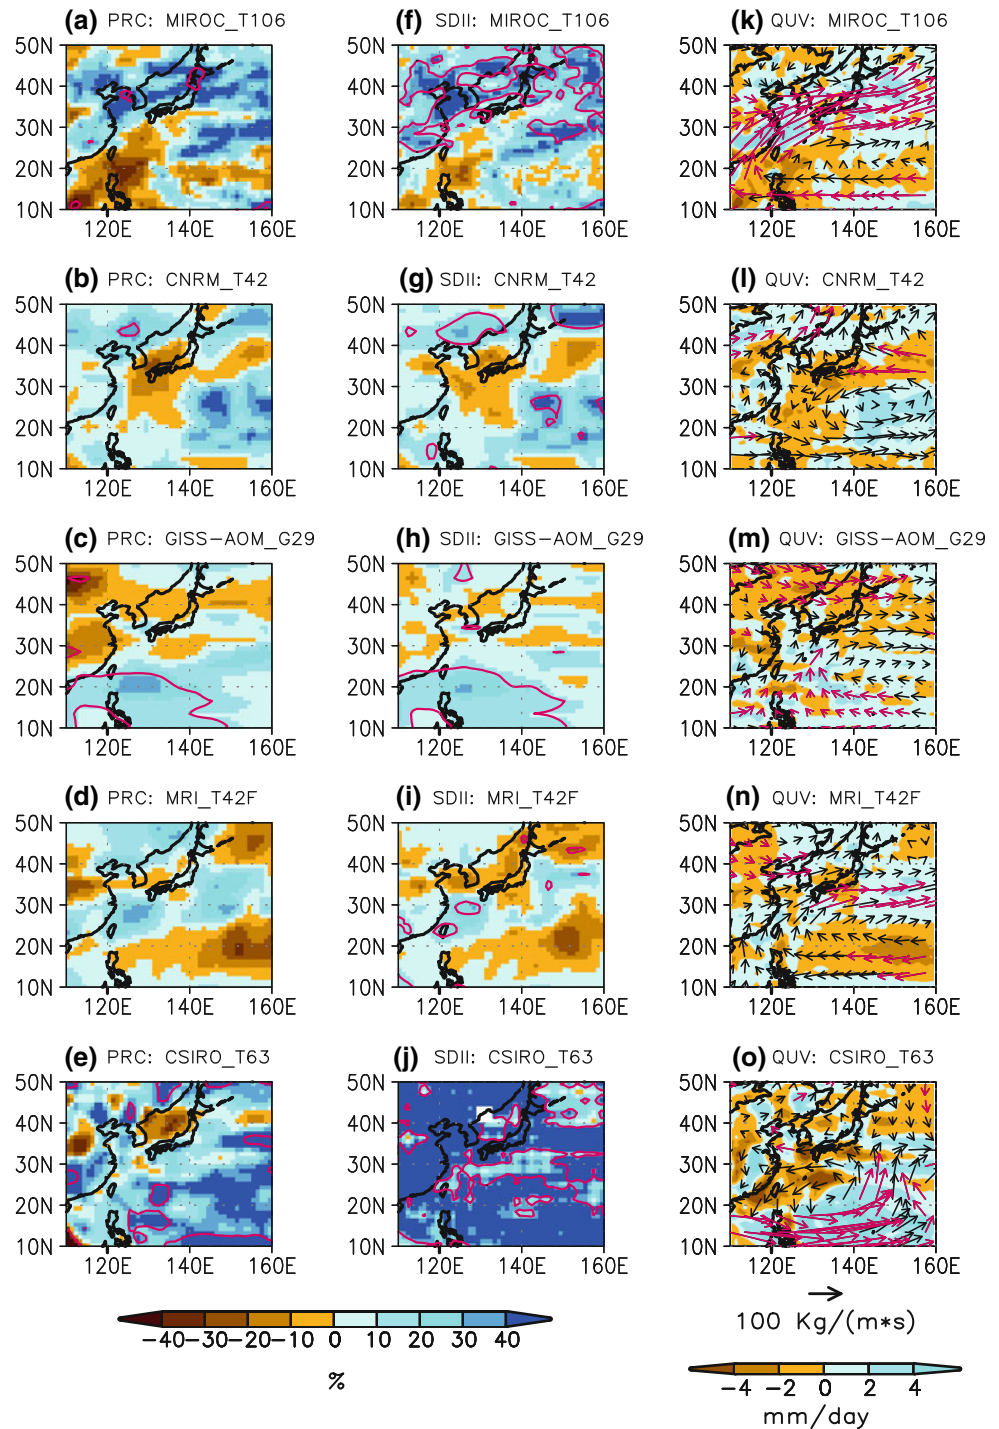 (a) PRC: MIROC_T106 (f) SDII: MIROC_T106 (k) QUV: MIROC_T106
50N 50N 50N
40N 40N 40N
30N 30N 30N
20N 20N 20N
10N 10N 10N
120E 140E 160E 120E 140E 160E 120E 140E 160E
(b) PRC: CNRM_T42 (g) SDII: CNRM_T42 (l) QUV: CNRM_T42
50N 50N 50N
40N 40N 40N
30N 30N 30N
20N 20N 20N
10N 10N 10N
120E 140E 160E 120E 140E 160E 120E 140E 160E
(c) PRC: GISS-AOM_G29 (h) SDII: GISS-AOM_G29 (m) QUV: GISS-AOM_G29
50N 50N 50N
40N 40N 40N
30N 30N 30N
20N 20N 20N
10N 10N 10N
120E 140E 160E 120E 140E 160E 120E 140E 160E
(d) PRC: MRI_T42F (i) SDII: MRI_T42F (n) QUV: MRI_T42F
50N 50N 50N
40N 40N 40N
30N 30N 30N
20N 20N 20N
10N 10N 10N
120E 140E 160E 120E 140E 160E 120E 140E 160E
(e) PRC: CSIRO_T63 (j) SDII: CSIRO_T63 (o) QUV: CSIRO_T63
50N 50N 50N
40N 40N 40N
30N 30N 30N
20N 20N 20N
10N 10N 10N
120E 140E 160E 120E 140E 160E 120E 140E 160E
100 Kg/(m*s)
-40 -30 -20 -10 0 10 20 30 40
%
-4 -2 0 2 4
mm/day